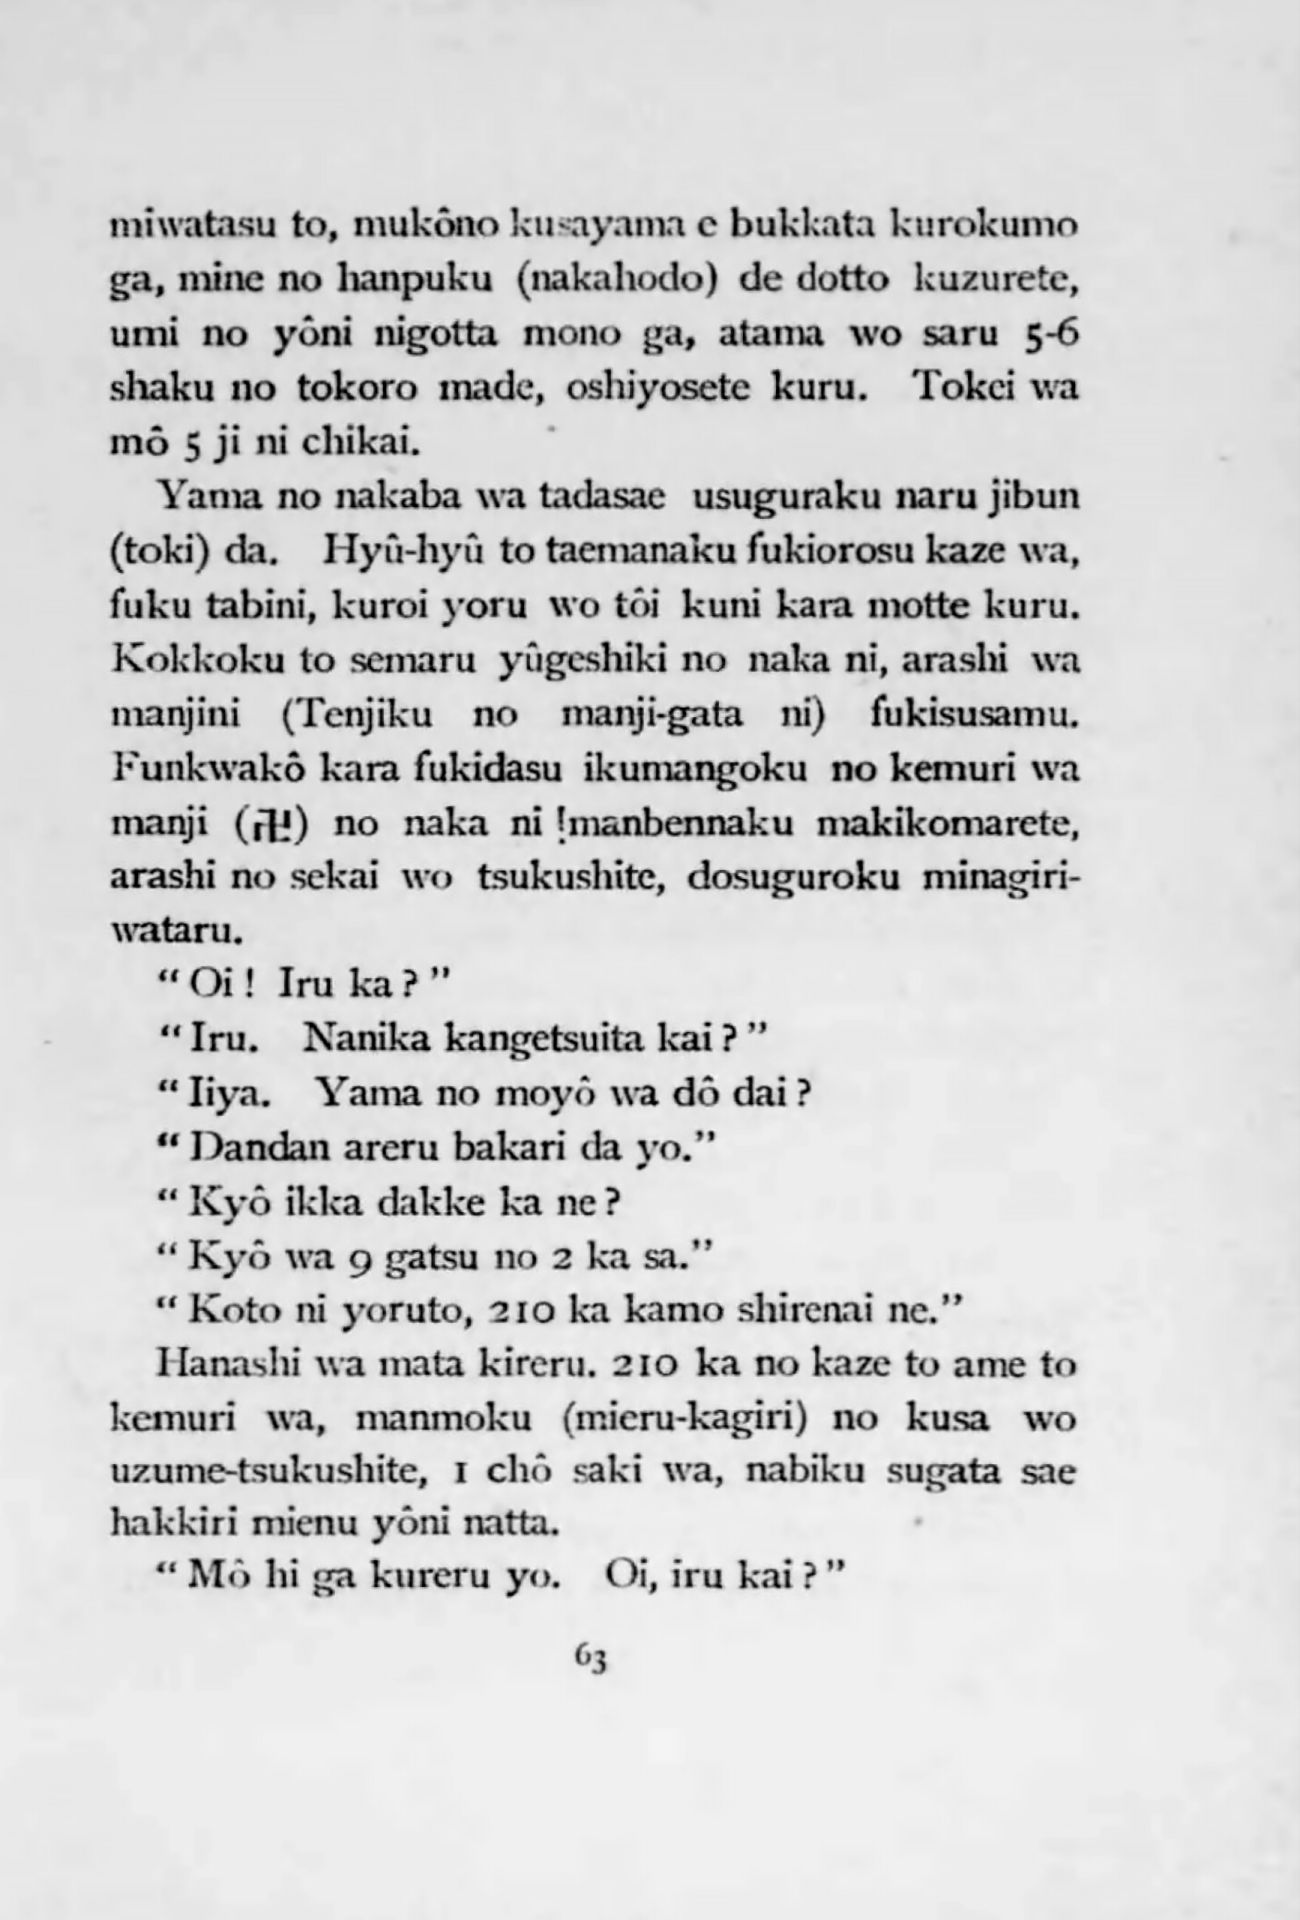 miwatasu to, mukôno kusayama e bukkata kurokumo
ga, mine no hanpuku (nakahodo) de dotto kuzurete,
umi no yôni nigotta mono ga, atama wo saru 5-6
shaku no tokoro made, oshiyosete kuru. Tokei wa
mô 5 ji ni chikai.
Yama no nakaba wa tadasae usuguraku naru jibun
(toki) da. Hyû-hyû to taemanaku fukiorosu kaze wa,
fuku tabini, kuroi yoru wo tôi kuni kara motte kuru.
Kokkoku to semaru yûgeshiki no naka ni, arashi wa
manjini (Tenjiku no manji-gata ni) fukisusamu.
Funkwakô kara fukidasu ikumangoku no kemuri wa
manji (卍) no naka ni manbennaku makikomarete,
arashi no sekai wo tsukushite, dosuguroku minagiri-
wataru.
“ Oi ! Iru ka ? ”
“ Iru. Nanika kangetsuita kai ? ”
“ Iiya. Yama no moyô wa dô dai ?
“ Dandan areru bakari da yo.”
“ Kyô ikka dakke ka ne ?
“ Kyô wa 9 gatsu no 2 ka sa.”
“ Koto ni yoruto, 210 ka kamo shirenai ne.”
Hanashi wa mata kireru. 210 ka no kaze to ame to
kemuri wa, manmoku (mieru-kagiri) no kusa wo
uzume-tsukushite, 1 chô saki wa, nabiku sugata sae
hakkiri mienu yôni natta.
“ Mô hi ga kureru yo. Oi, iru kai ? ”
63